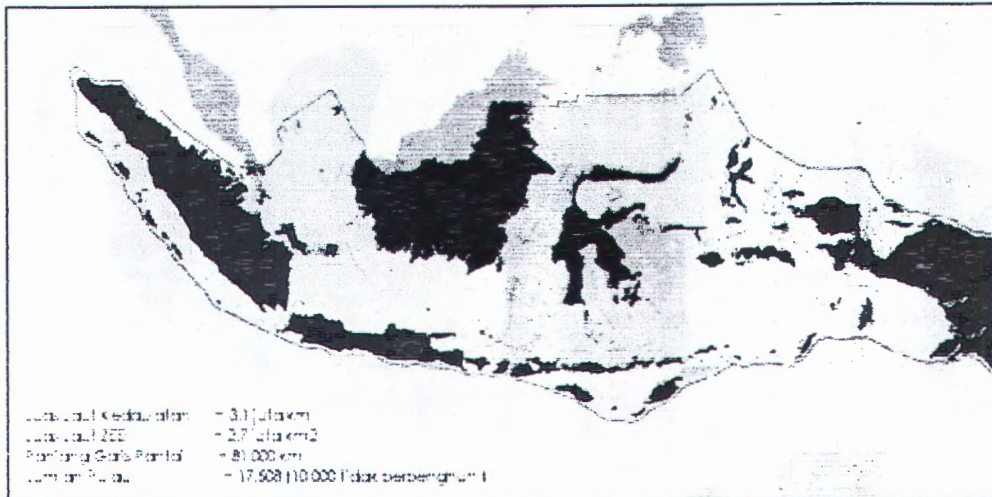 Luas Laut Kedaulatan = 3,1 juta km
Luas Laut ZEE = 2,7 juta km2
Panjang Garis Pantai = 81.000 km
Jumlah Pulau = 17.508 (10.000 tidak berpenghuni)